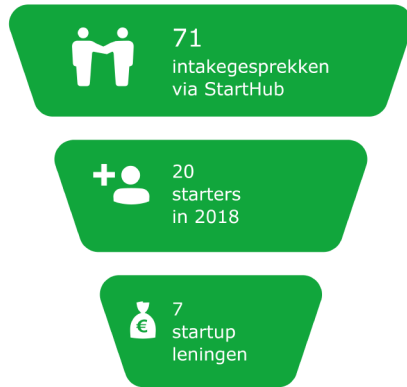 71
intakegesprekken
via StartHub
20
starters
in 2018
7
startup
leningen
€